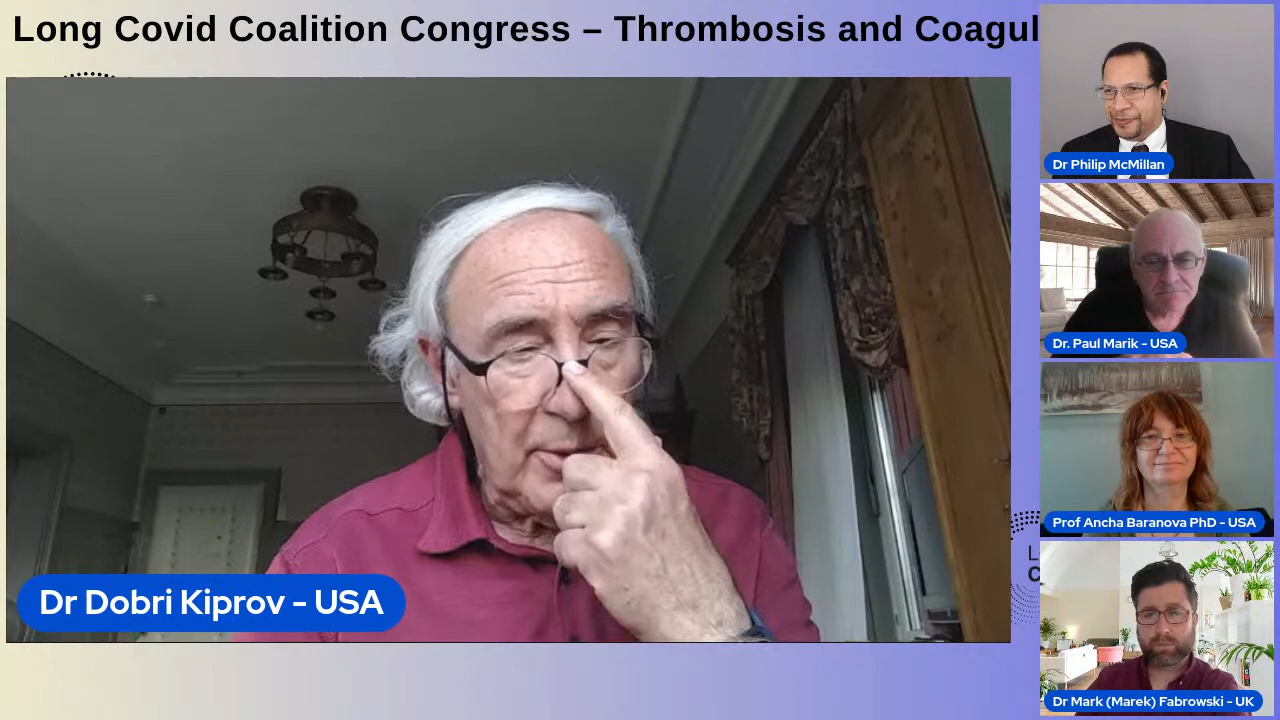 Long Covid Coalition Congress – Thrombosis and Coagul
Dr Philip McMillan
Dr. Paul Marik - USA
Prof Ancha Baranova PhD - USA
Dr Dobri Kiprov - USA
Dr Mark (Marek) Fabrowski - UK